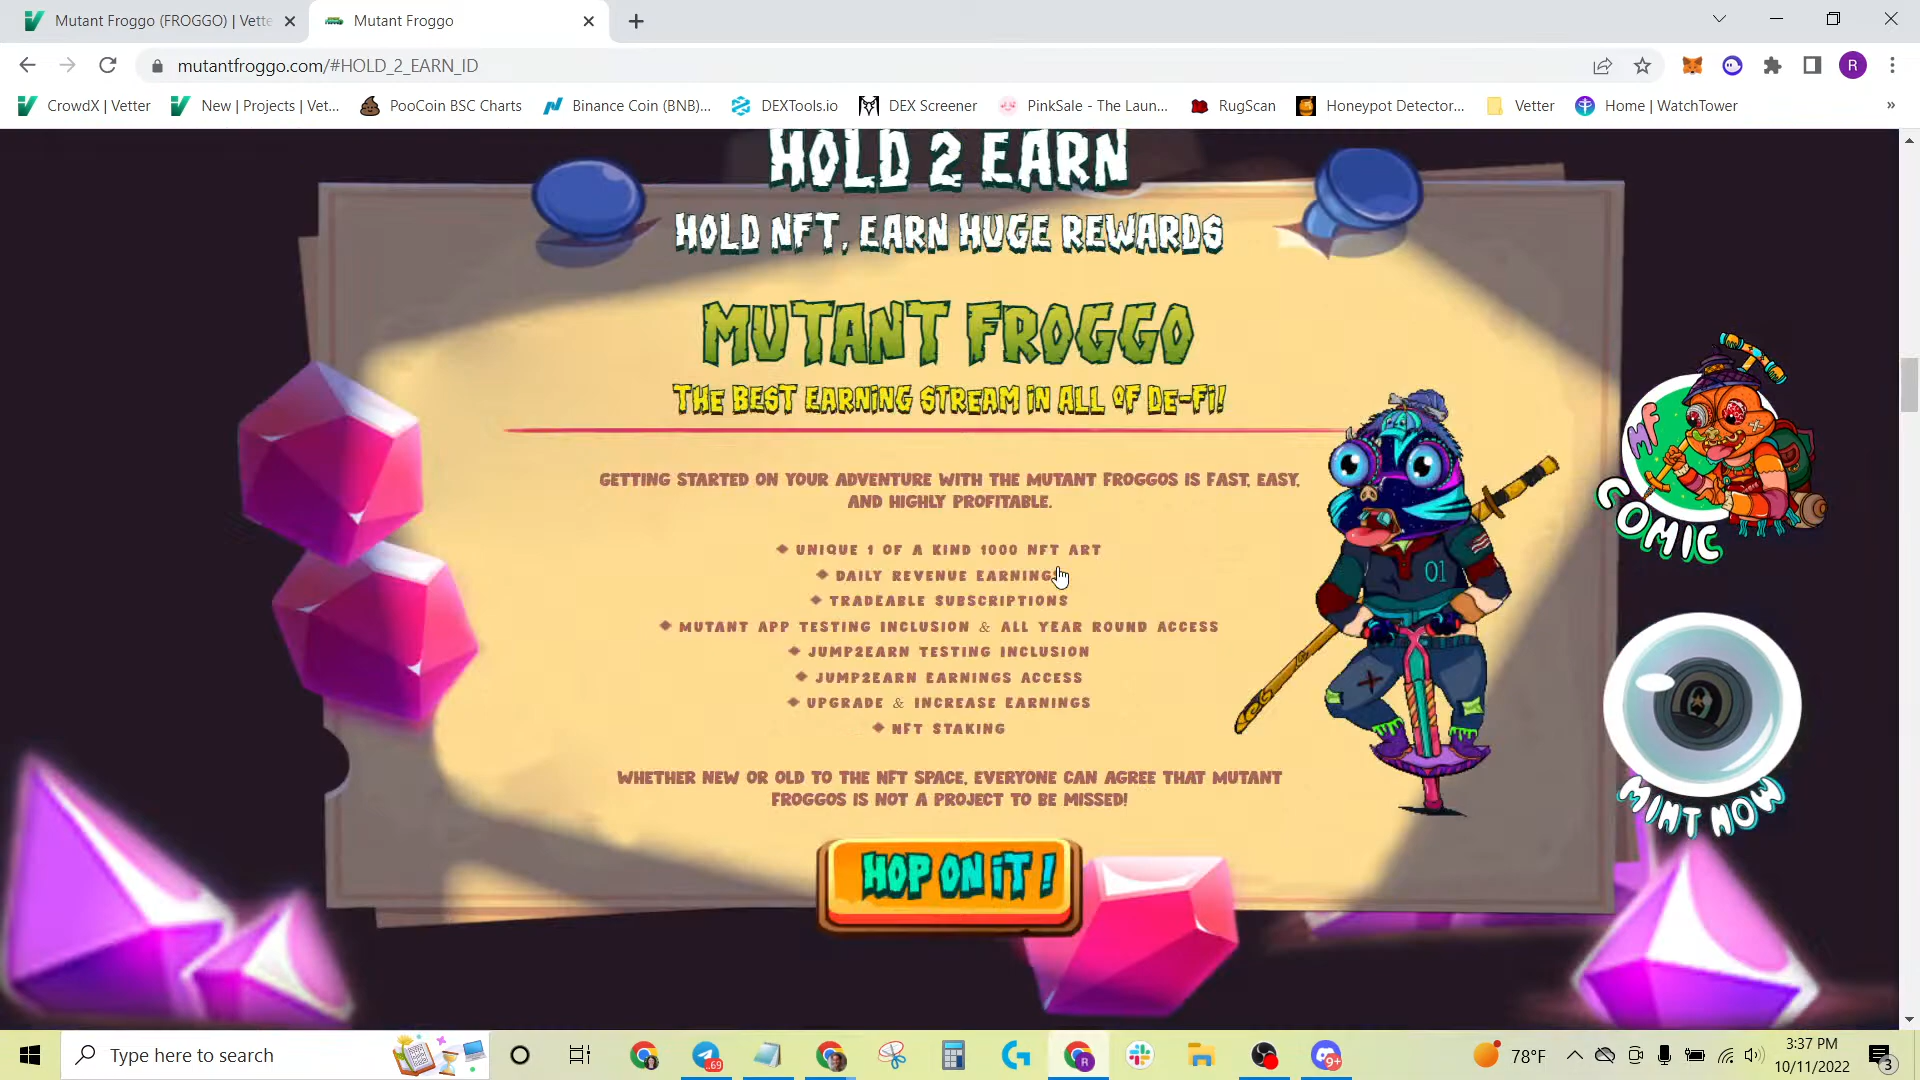 Mutant Froggo (FROGGO) | Vette
Mutant Froggo
mutantfroggo.com/#HOLD_2_EARN_ID
R
CrowdX | Vetter
New | Projects | Vet...
PooCoin BSC Charts
Binance Coin (BNB)...
DEXTools.io
DEX Screener
PinkSale - The Laun...
RugScan
Honeypot Detector...
Vetter
Home | WatchTower
»
HOLD 2 EARN
HOLD NFT, EARN HUGE REWARDS
MUTANT FROGGO
THE BEST EARNING STREAM IN ALL OF DE-FI!
GETTING STARTED ON YOUR ADVENTURE WITH THE MUTANT FROGGOS IS FAST, EASY,
AND HIGHLY PROFITABLE.
UNIQUE 1 OF A KIND 1000 NFT ART
DAILY REVENUE EARNING
TRADEABLE SUBSCRIPTIONS
MUTANT APP TESTING INCLUSION & ALL YEAR ROUND ACCESS
JUMP2EARN TESTING INCLUSION
JUMP2EARN EARNINGS ACCESS
UPGRADE & INCREASE EARNINGS
NFT STAKING
WHETHER NEW OR OLD TO THE NFT SPACE, EVERYONE CAN AGREE THAT MUTANT
FROGGOS IS NOT A PROJECT TO BE MISSED!
HOP ON IT !
01
MF
COMIC
MINT NOW
Type here to search
.69
R
9+
78°F
3:37 PM
10/11/2022
3